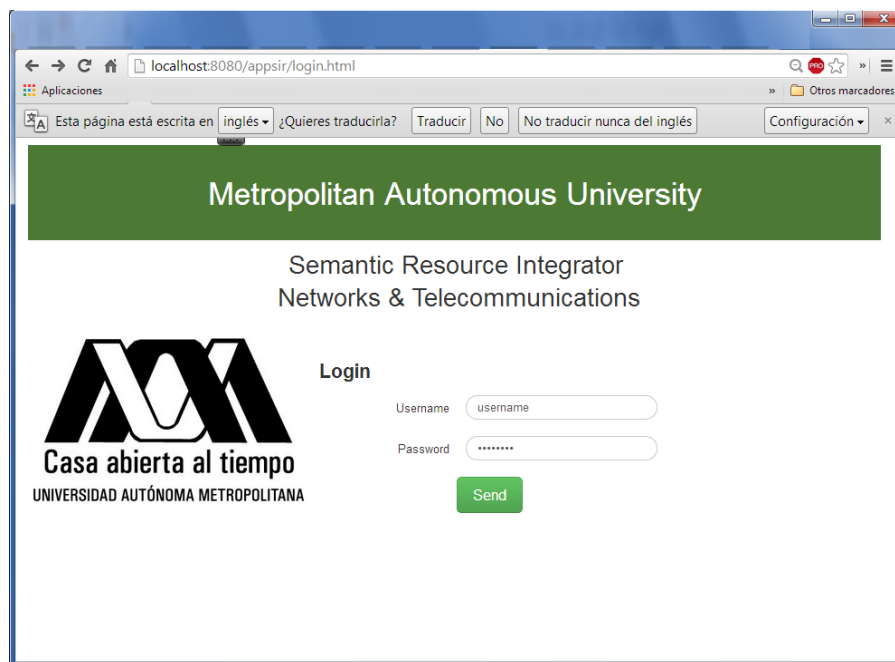 localhost:8080/appsir/login.html
PRO
»
Aplicaciones
» Otros marcadores
Esta página está escrita en inglés ¿Quieres traducirla? Traducir No No traducir nunca del inglés Configuración ×
Metropolitan Autonomous University
Semantic Resource Integrator
Networks & Telecommunications
Login
Username username
Password ••••••••
Send
Casa abierta al tiempo
UNIVERSIDAD AUTÓNOMA METROPOLITANA